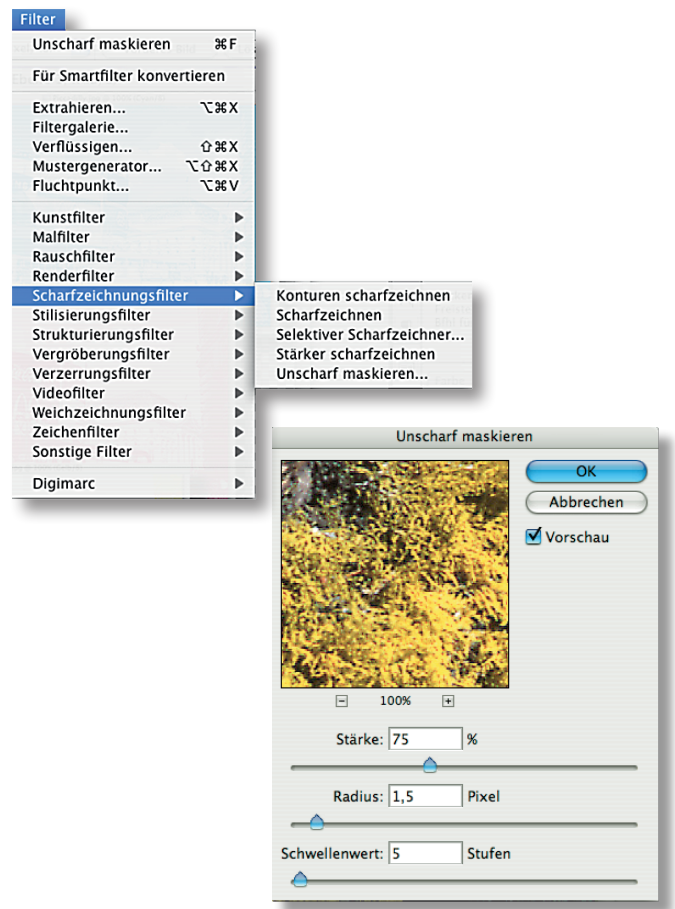 Filter
Unscharf maskieren ⌘F
Für Smartfilter konvertieren
Extrahieren... ⌥⌘X
Filtergalerie...
Verflüssigen... ⇧⌘X
Mustergenerator... ⌥⇧⌘X
Fluchtpunkt... ⌥⌘V
Kunstfilter
Malfilter
Rauschfilter
Renderfilter
Scharfzeichnungsfilter
Stilisierungsfilter
Strukturierungsfilter
Vergröberungsfilter
Verzerrungsfilter
Videofilter
Weichzeichnungsfilter
Zeichenfilter
Sonstige Filter
Digimarc
Konturen scharfzeichnen
Scharfzeichnen
Selektiver Scharfzeichner...
Stärker scharfzeichnen
Unscharf maskieren...
Unscharf maskieren
OK
Abbrechen
Vorschau
100%
Stärke: 75 %
Radius: 1,5 Pixel
Schwellenwert: 5 Stufen